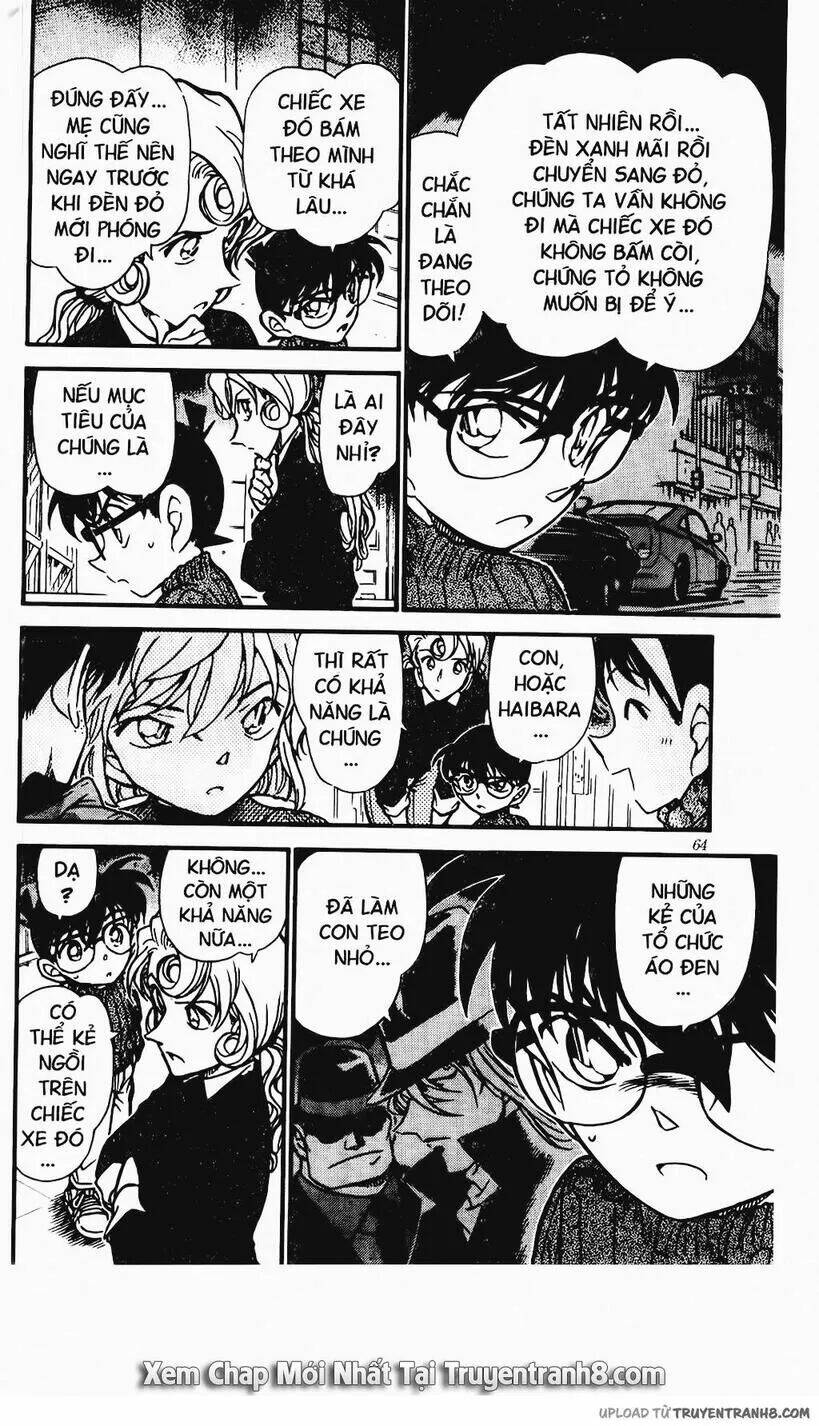 TẤT NHIÊN RỒI...
ĐÈN XANH MÃI RỒI
CHUYỂN SANG ĐỎ,
CHÚNG TA VẪN KHÔNG
ĐI MÀ CHIẾC XE ĐÓ
KHÔNG BẤM CÒI,
CHỨNG TỎ KHÔNG
MUỐN BỊ ĐỂ Ý...
CHẮC
CHẮN
LÀ
ĐANG
THEO
DÕI!
CHIẾC XE
ĐÓ BÁM
THEO MÌNH
TỪ KHÁ
LÂU...
ĐÚNG ĐẤY...
MẸ CŨNG
NGHĨ THẾ NÊN
NGAY TRƯỚC
KHI ĐÈN ĐỎ
MỚI PHÓNG
ĐI...
LÀ AI
ĐÂY
NHỈ?
NẾU MỤC
TIÊU CỦA
CHÚNG LÀ
...
CON,
HOẶC
HAIBARA
...
THÌ RẤT
CÓ KHẢ
NĂNG LÀ
CHÚNG
...
64
NHỮNG
KẺ CỦA
TỔ CHỨC
ÁO ĐEN
...
ĐÃ LÀM
CON TEO
NHỎ...
KHÔNG...
CÒN MỘT
KHẢ NĂNG
NỮA...
DẠ
?
CÓ
THỂ KẺ
NGỒI
TRÊN
CHIẾC
XE ĐÓ
...
Xem Chap Mới Nhất Tại Truyentranh8.com
UPLOAD TỪ TRUYENTRANH8.COM